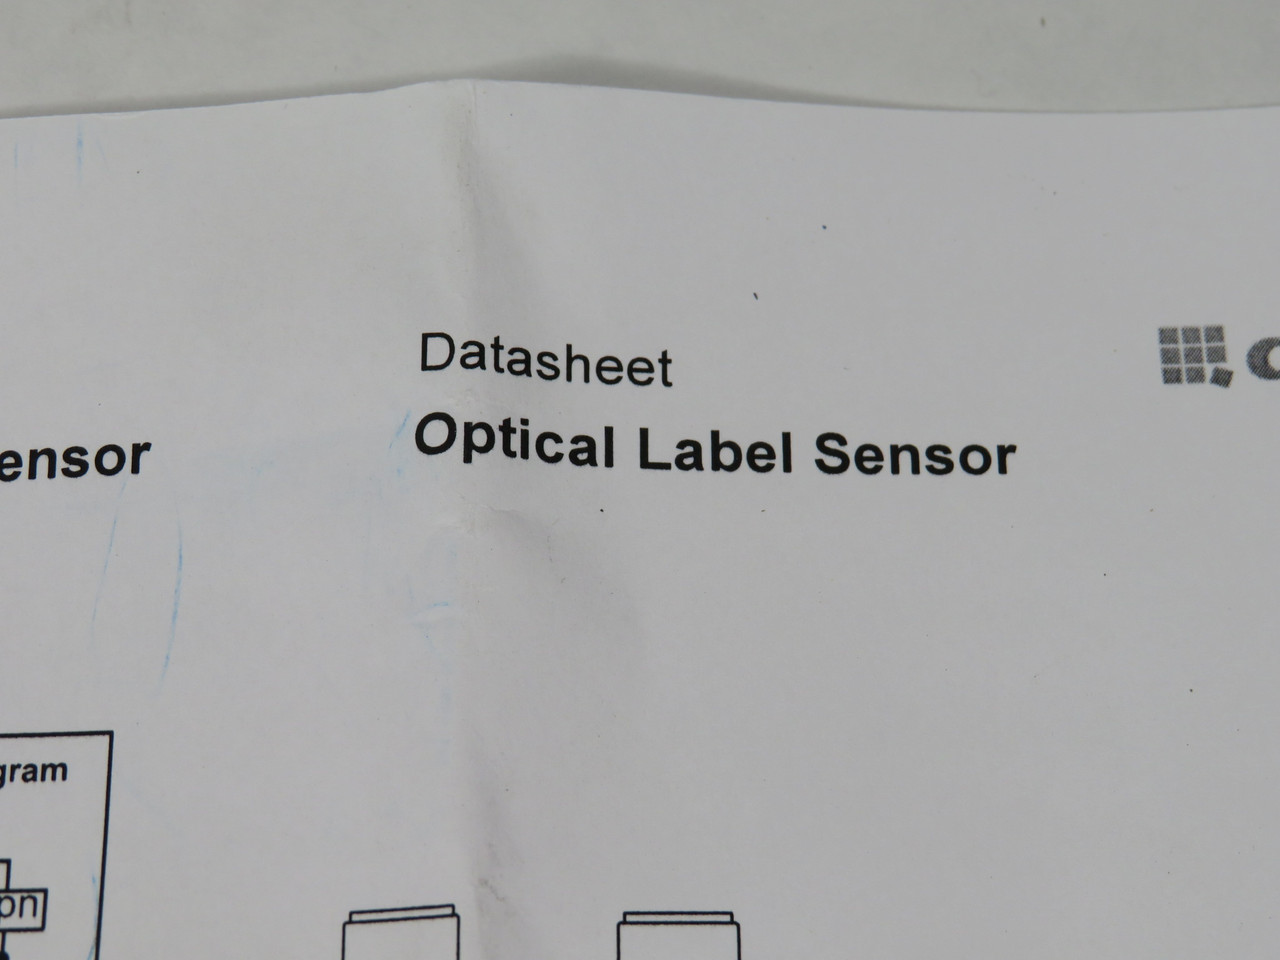 Datasheet
Optical Label Sensor
ensor
gram
on